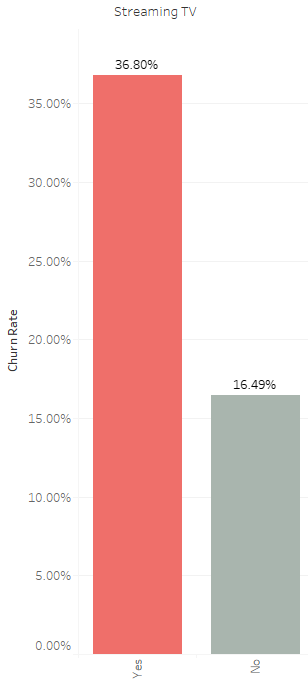 Streaming TV
36.80%
35.00%
30.00%
25.00%
20.00%
Churn Rate
16.49%
15.00%
10.00%
5.00%
0.00%
Yes
No